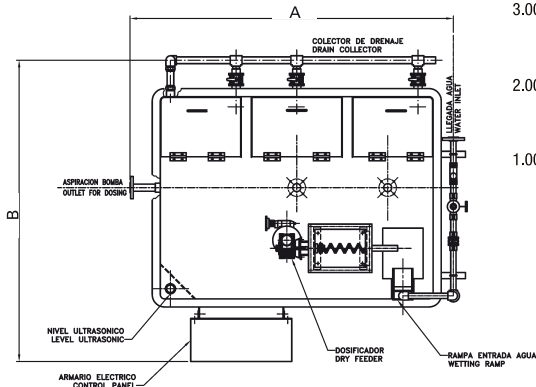 A
3.00
COLECTOR DE DRENAJE
DRAIN COLLECTOR
2.00
LLEGADA AGUA
WATER INLET
1.00
ASPIRACION BOMBA
OUTLET FOR DOSING
B
NIVEL ULTRASONICO
LEVEL ULTRASONIC
DOSIFICADOR
DRY FEEDER
RAMPA ENTRADA AGUA
WETTING RAMP
ARMARIO ELECTRICO
CONTROL PANEL